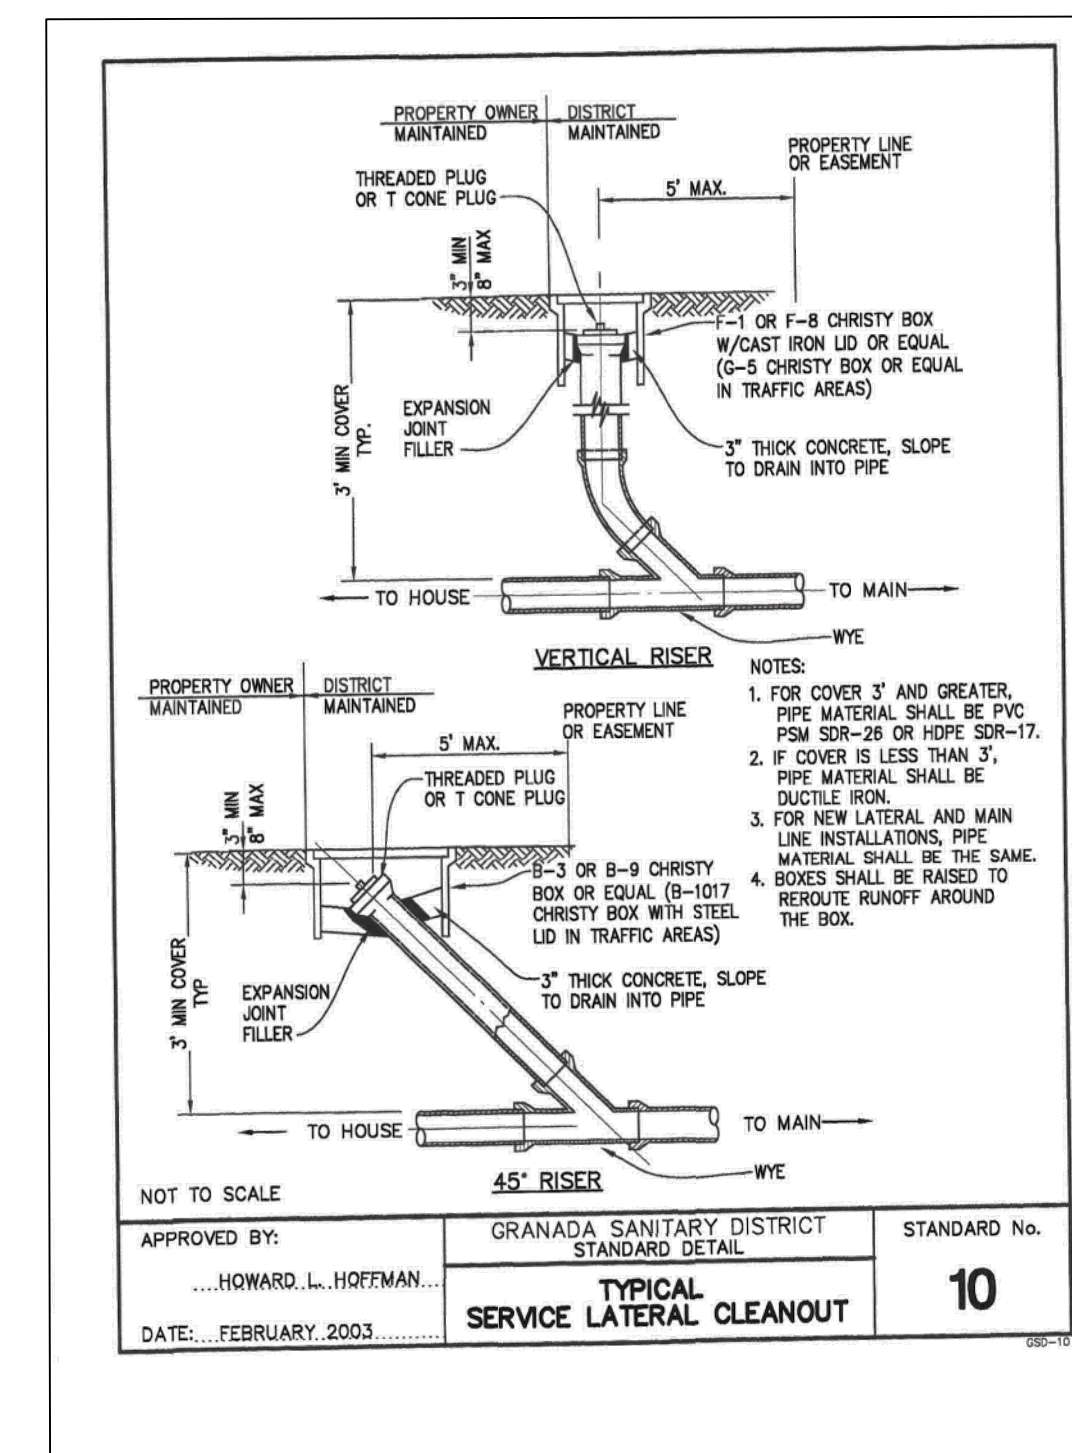 PROPERTY OWNER
MAINTAINED
DISTRICT
MAINTAINED
PROPERTY LINE
OR EASEMENT
5' MAX.
THREADED PLUG
OR T CONE PLUG
3" MIN
8" MAX
F-1 OR F-8 CHRISTY BOX
W/CAST IRON LID OR EQUAL
(G-5 CHRISTY BOX OR EQUAL
IN TRAFFIC AREAS)
3' MIN COVER
TYP.
EXPANSION
JOINT
FILLER
3" THICK CONCRETE, SLOPE
TO DRAIN INTO PIPE
TO HOUSE
TO MAIN
WYE
VERTICAL RISER
PROPERTY OWNER
MAINTAINED
DISTRICT
MAINTAINED
PROPERTY LINE
OR EASEMENT
5' MAX.
THREADED PLUG
OR T CONE PLUG
3" MIN
8" MAX
B-3 OR B-9 CHRISTY
BOX OR EQUAL (B-1017
CHRISTY BOX WITH STEEL
LID IN TRAFFIC AREAS)
3' MIN COVER
TYP
EXPANSION
JOINT
FILLER
3" THICK CONCRETE, SLOPE
TO DRAIN INTO PIPE
TO HOUSE
TO MAIN
WYE
45° RISER
NOTES:
1. FOR COVER 3' AND GREATER,
PIPE MATERIAL SHALL BE PVC
PSM SDR-26 OR HDPE SDR-17.
2. IF COVER IS LESS THAN 3',
PIPE MATERIAL SHALL BE
DUCTILE IRON.
3. FOR NEW LATERAL AND MAIN
LINE INSTALLATIONS, PIPE
MATERIAL SHALL BE THE SAME.
4. BOXES SHALL BE RAISED TO
REROUTE RUNOFF AROUND
THE BOX.
NOT TO SCALE
APPROVED BY:
HOWARD L. HOFFMAN
DATE: FEBRUARY 2003
GRANADA SANITARY DISTRICT
STANDARD DETAIL
TYPICAL
SERVICE LATERAL CLEANOUT
STANDARD No.
10
GSD-10